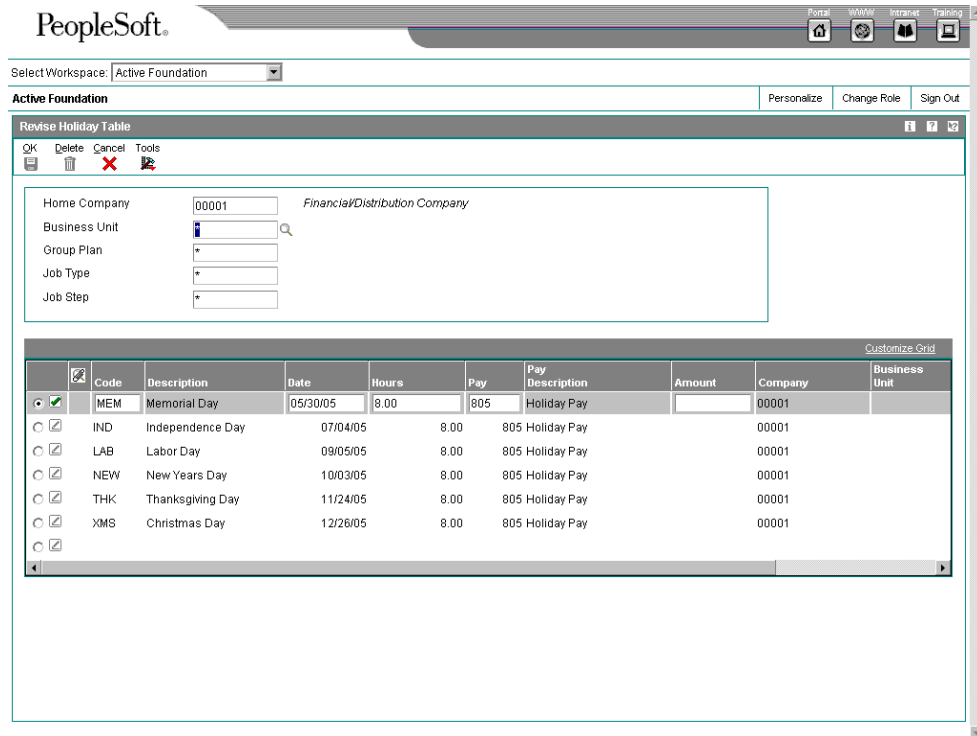 PeopleSoft.
Portal WWW Intranet Training
Select Workspace: Active Foundation
Active Foundation Personalize Change Role Sign Out
Revise Holiday Table
OK Delete Cancel Tools
Home Company 00001 Financial/Distribution Company
Business Unit *
Group Plan *
Job Type *
Job Step *
Customize Grid
Code Description Date Hours Pay Pay Description Amount Company Business Unit
MEM Memorial Day 05/30/05 8.00 805 Holiday Pay 00001
IND Independence Day 07/04/05 8.00 805 Holiday Pay 00001
LAB Labor Day 09/05/05 8.00 805 Holiday Pay 00001
NEW New Years Day 10/03/05 8.00 805 Holiday Pay 00001
THK Thanksgiving Day 11/24/05 8.00 805 Holiday Pay 00001
XMS Christmas Day 12/26/05 8.00 805 Holiday Pay 00001